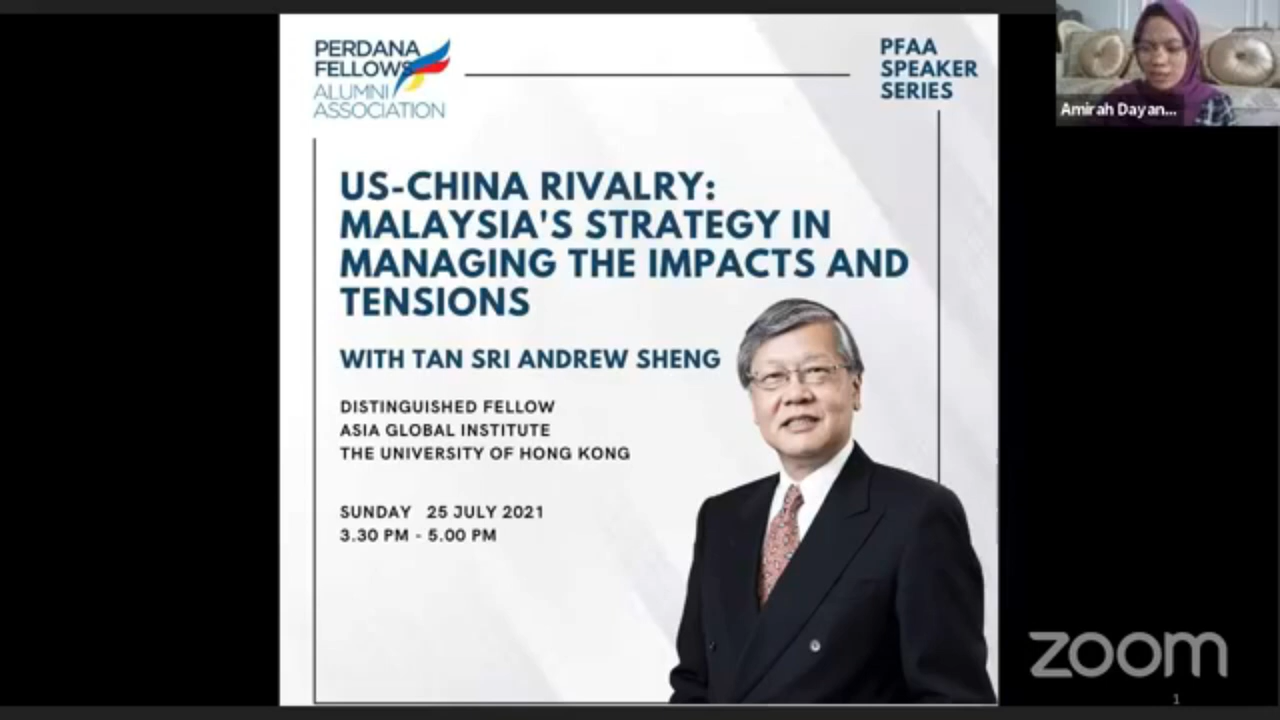 PERDANA
FELLOWS
ALUMNI
ASSOCIATION
PFAA
SPEAKER
SERIES
Amirah Dayan...
US-CHINA RIVALRY:
MALAYSIA'S STRATEGY IN
MANAGING THE IMPACTS AND
TENSIONS
WITH TAN SRI ANDREW SHENG
DISTINGUISHED FELLOW
ASIA GLOBAL INSTITUTE
THE UNIVERSITY OF HONG KONG
SUNDAY 25 JULY 2021
3.30 PM - 5.00 PM
zoom
1